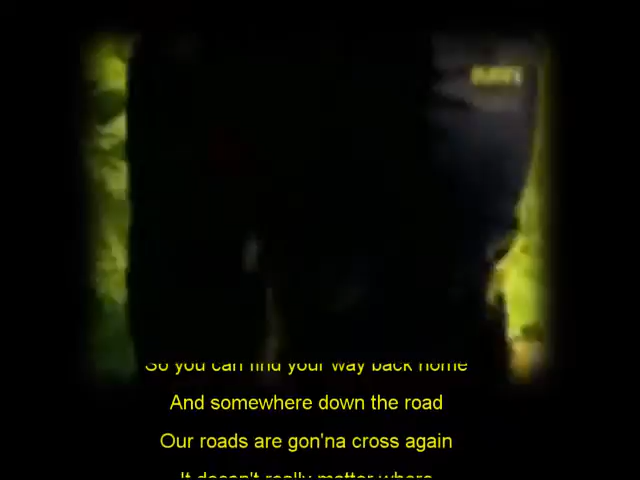 So you can find your way back home
And somewhere down the road
Our roads are gon'na cross again
It doesn't really matter where